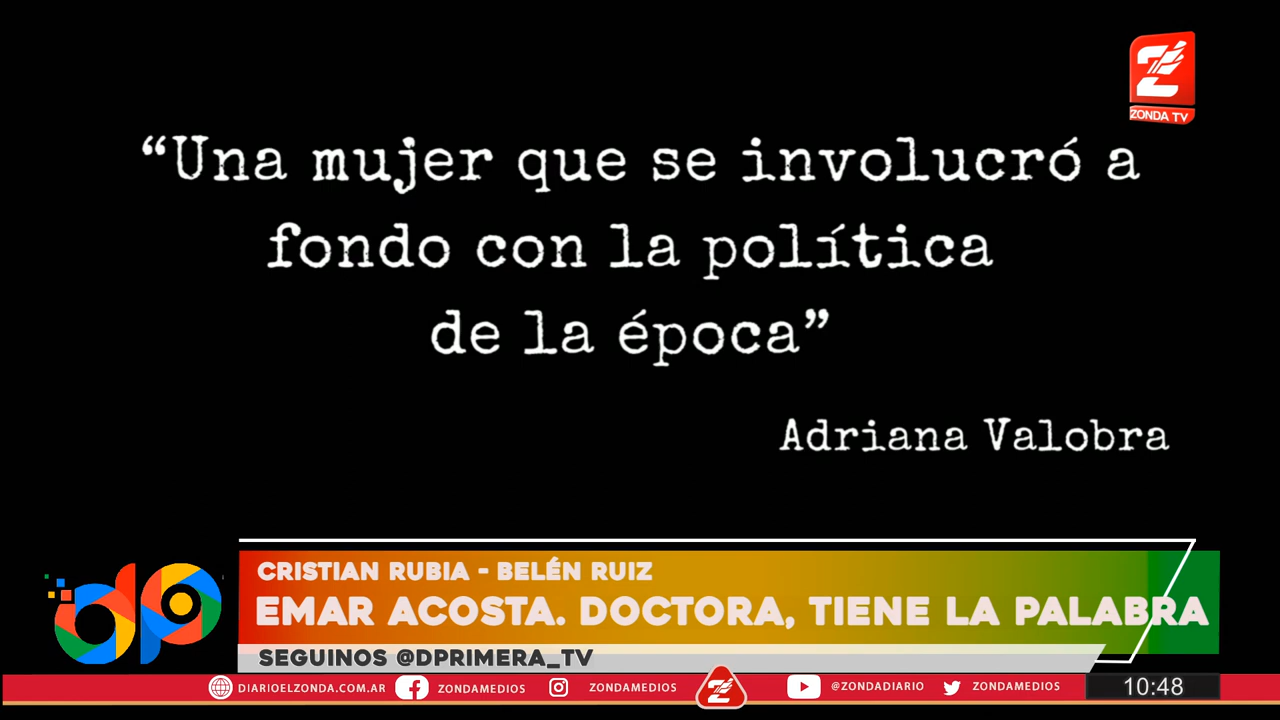 ZONDA TV
“Una mujer que se involucró a
fondo con la política
de la época”
Adriana Valobra
dp
CRISTIAN RUBIA - BELÉN RUIZ
EMAR ACOSTA. DOCTORA, TIENE LA PALABRA
SEGUINOS @DPRIMERA_TV
DIARIOELZONDA.COM.AR ZONDAMEDIOS ZONDAMEDIOS @ZONDADIARIO ZONDAMEDIOS 10:48